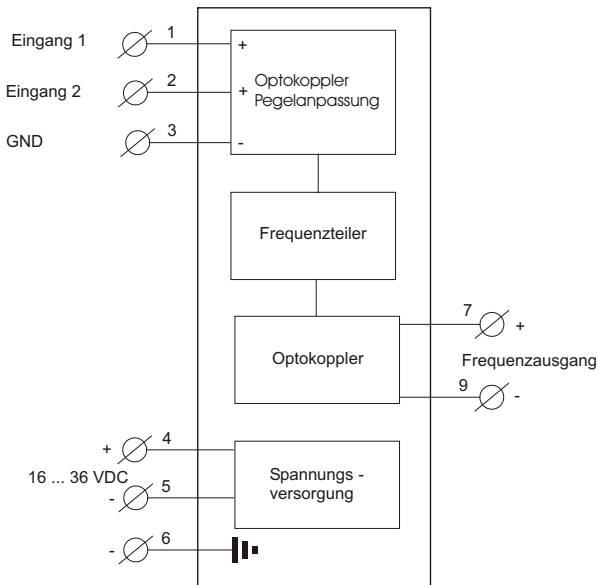 Eingang 1
1
+
Eingang 2
2
+
Optokoppler
Pegelanpassung
GND
3
-
Frequenzteiler
Optokoppler
7
+
Frequenzausgang
9
-
+
4
16 ... 36 VDC
-
5
Spannungs -
versorgung
-
6